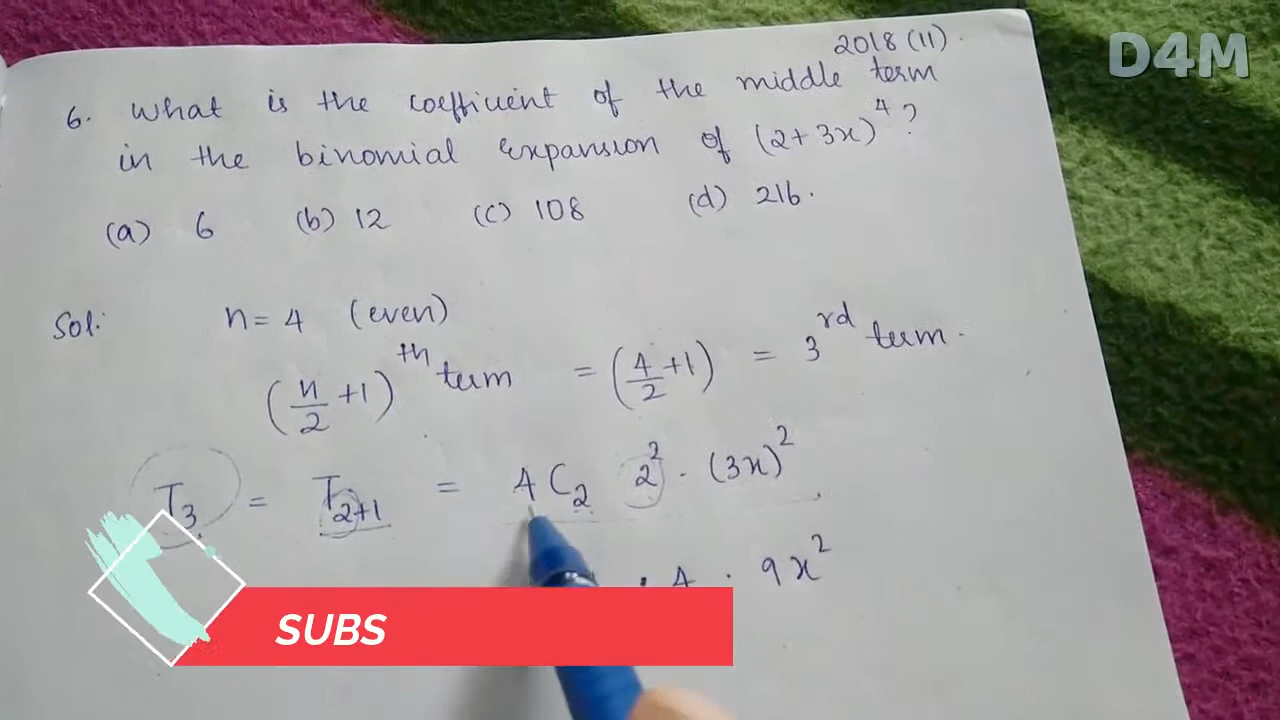 2018 (11).
D4M
6. What is the coefficient of the middle term
in the binomial expansion of (2+3x)⁴?
(a) 6 (b) 12 (c) 108 (d) 216.
Sol: n = 4 (even)
(n/2 +1)ᵗʰ term = (4/2 +1) = 3ʳᵈ term.
T₃ = T₂₊₁ = 4C₂ 2² · (3x)²
· 4 · 9x²
SUBS